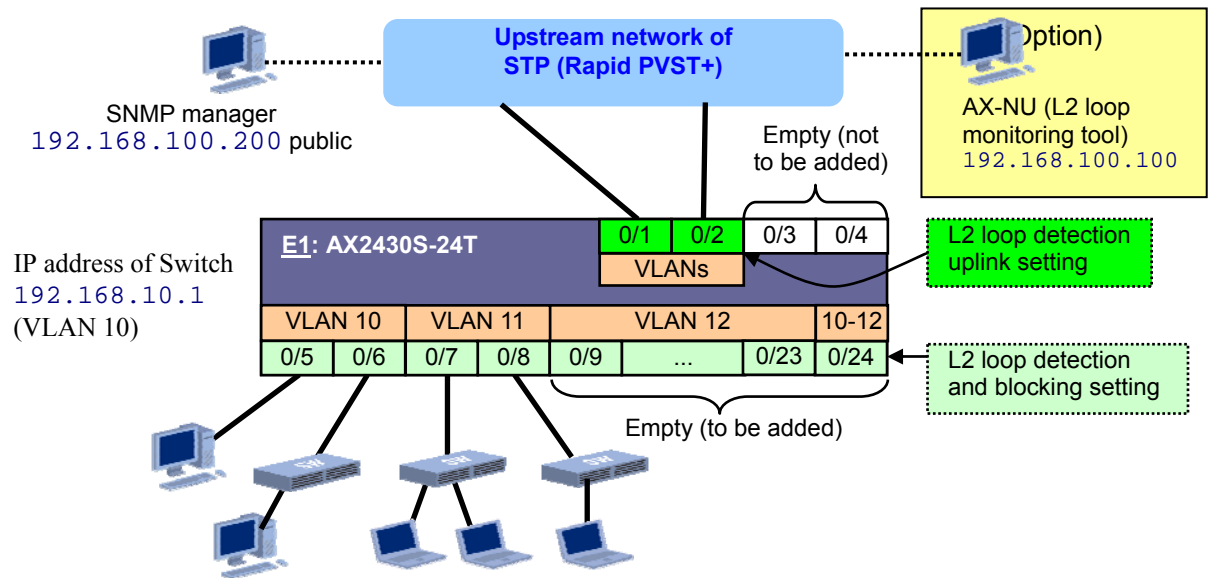 Upstream network of
STP (Rapid PVST+)
Option)
SNMP manager
192.168.100.200 public
AX-NU (L2 loop
monitoring tool)
192.168.100.100
Empty (not
to be added)
E1: AX2430S-24T
0/1 0/2 0/3 0/4
VLANs
L2 loop detection
uplink setting
IP address of Switch
192.168.10.1
(VLAN 10)
VLAN 10 VLAN 11 VLAN 12 10-12
0/5 0/6 0/7 0/8 0/9 ... 0/23 0/24
L2 loop detection
and blocking setting
Empty (to be added)
SW
SW
SW